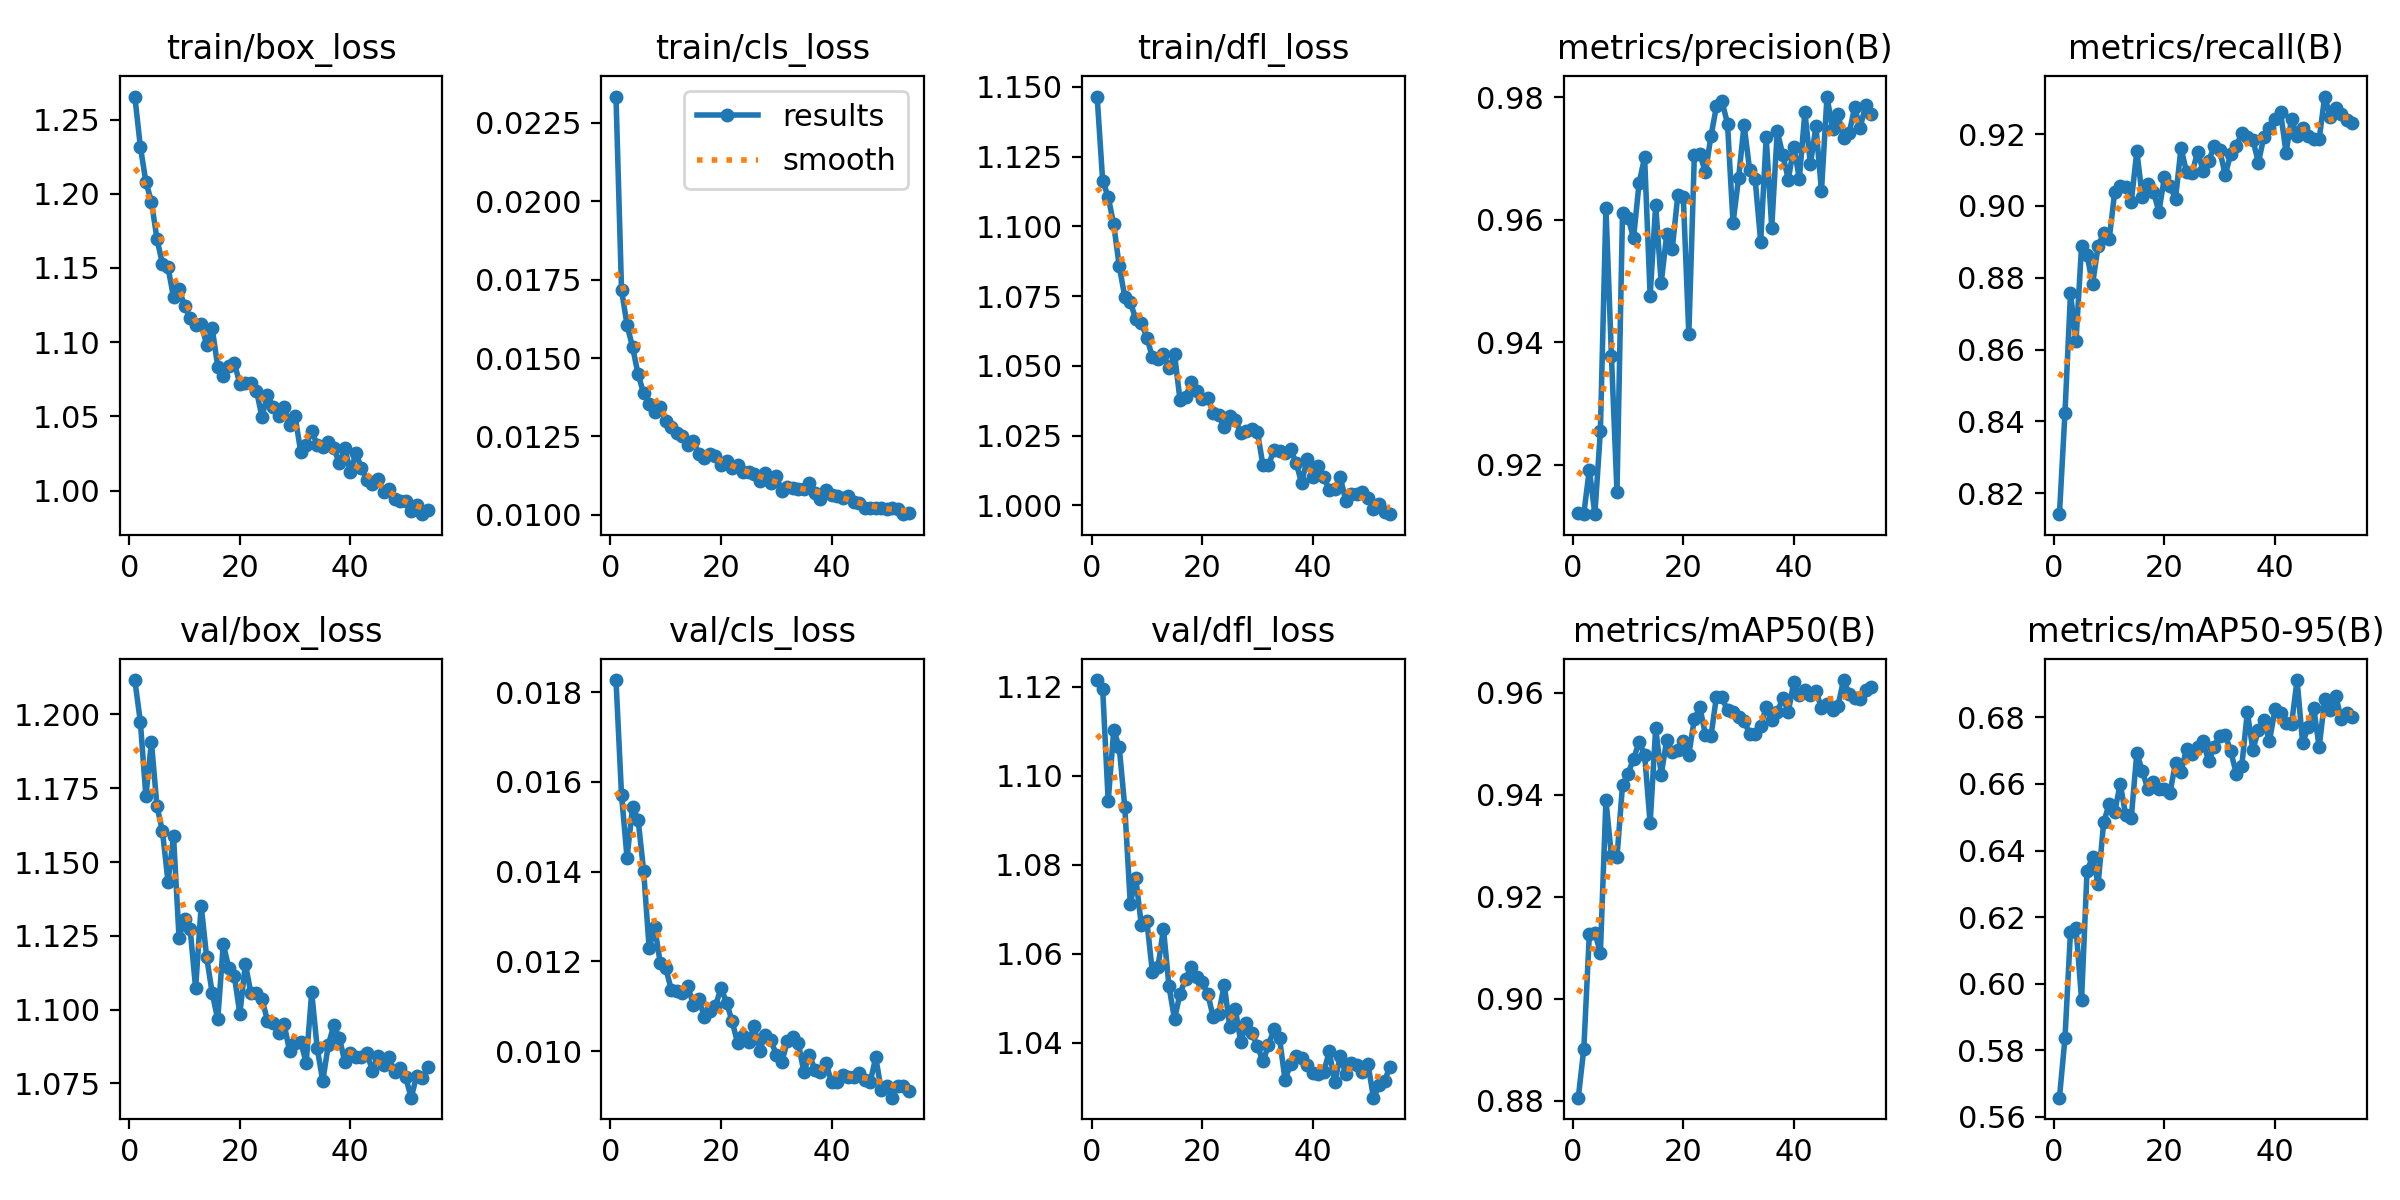 train/box_loss
1.25
1.20
1.15
1.10
1.05
1.00
0 20 40
train/cls_loss
results
smooth
0.0225
0.0200
0.0175
0.0150
0.0125
0.0100
0 20 40
train/dfl_loss
1.150
1.125
1.100
1.075
1.050
1.025
1.000
0 20 40
metrics/precision(B)
0.98
0.96
0.94
0.92
0 20 40
metrics/recall(B)
0.92
0.90
0.88
0.86
0.84
0.82
0 20 40
val/box_loss
1.200
1.175
1.150
1.125
1.100
1.075
0 20 40
val/cls_loss
0.018
0.016
0.014
0.012
0.010
0 20 40
val/dfl_loss
1.12
1.10
1.08
1.06
1.04
0 20 40
metrics/mAP50(B)
0.96
0.94
0.92
0.90
0.88
0 20 40
metrics/mAP50-95(B)
0.68
0.66
0.64
0.62
0.60
0.58
0.56
0 20 40